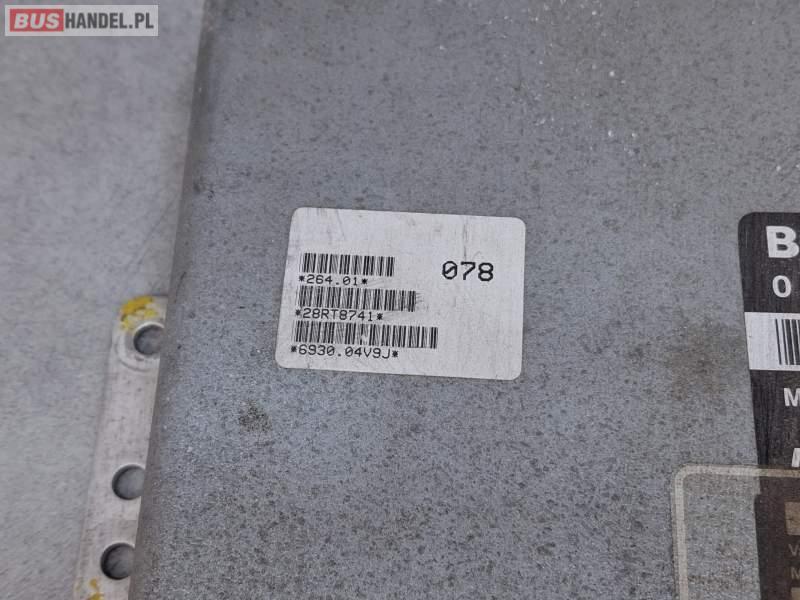 BUSHANDEL.PL
078
*264.01*
*28RT8741*
*6930.04V9J*
B
0
M